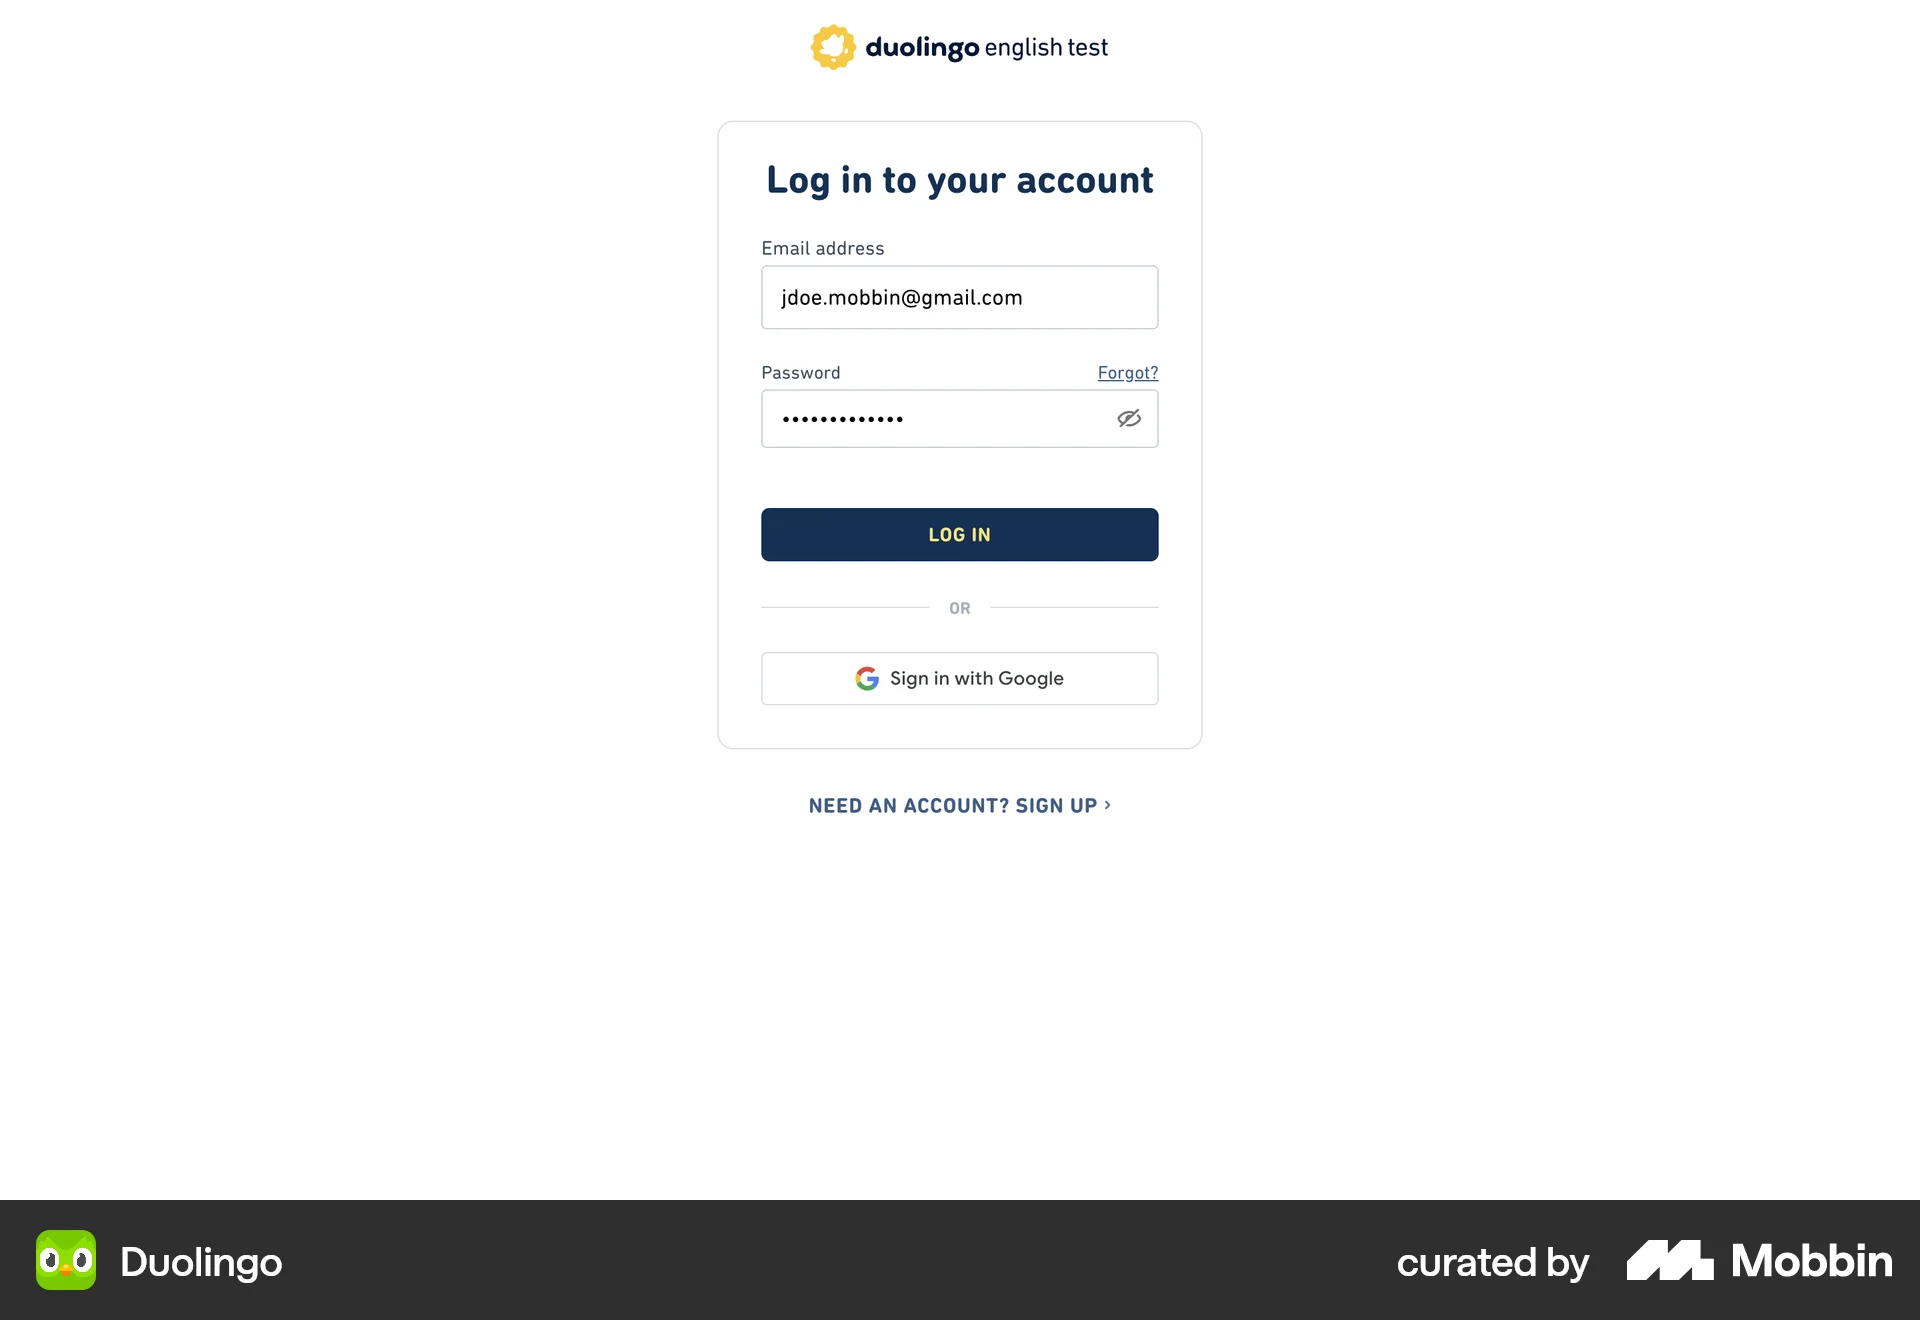 duolingo english test
Log in to your account
Email address
jdoe.mobbin@gmail.com
Password Forgot?
•••••••••••••
LOG IN
OR
Sign in with Google
NEED AN ACCOUNT? SIGN UP ›
Duolingo curated by Mobbin